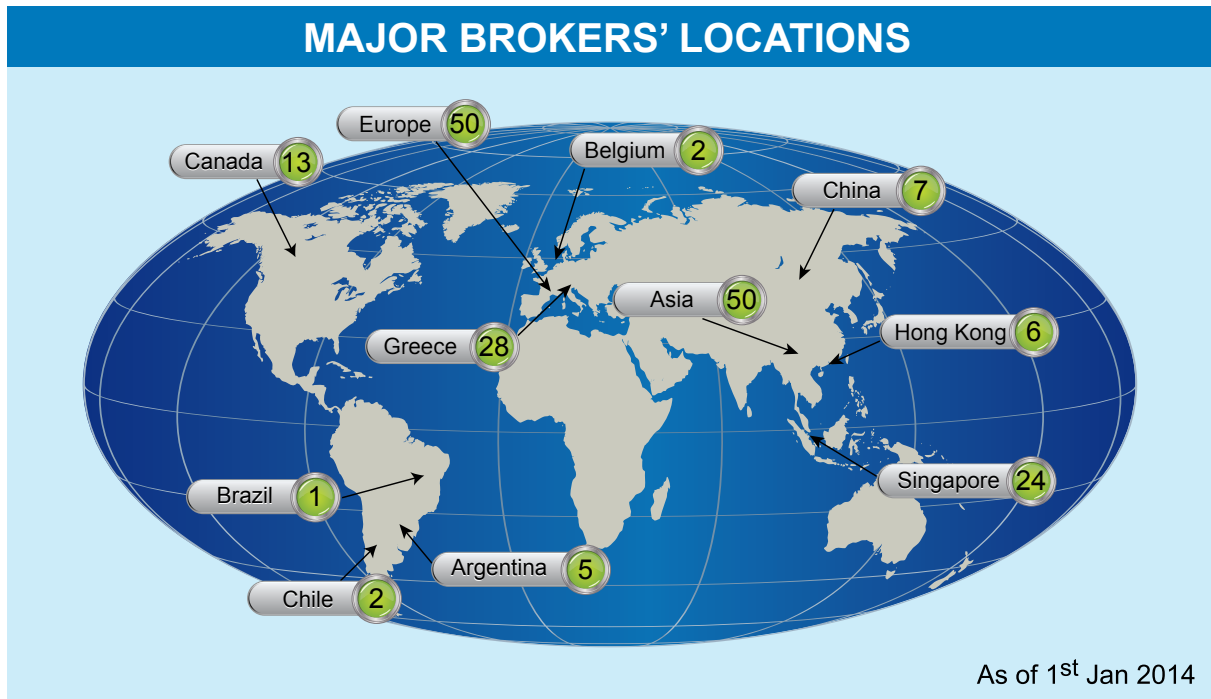 MAJOR BROKERS’ LOCATIONS
Europe 50
Canada 13
Belgium 2
China 7
Asia 50
Hong Kong 6
Greece 28
Singapore 24
Brazil 1
Argentina 5
Chile 2
As of 1st Jan 2014